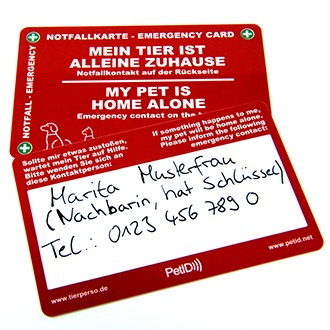 NOTFALLKARTE - EMERGENCY CARD
NOTFALL - EMERGENCY
MEIN TIER IST
ALLEINE ZUHAUSE
Notfallkontakt auf der Rückseite
MY PET IS
HOME ALONE
Emergency contact on the
Sollte mir etwas zustoßen,
wartet mein Tier auf Hilfe.
Bitte wenden Sie sich an
diese Kontaktperson:
If something happens to me,
my pet will be home alone.
Please inform the
emergency contact:
Marita Musterfrau
(Nachbarin, hat Schlüssel)
Tel.: 0123 456 789 0
PetID)))
www.tierperso.de
www.petid.net